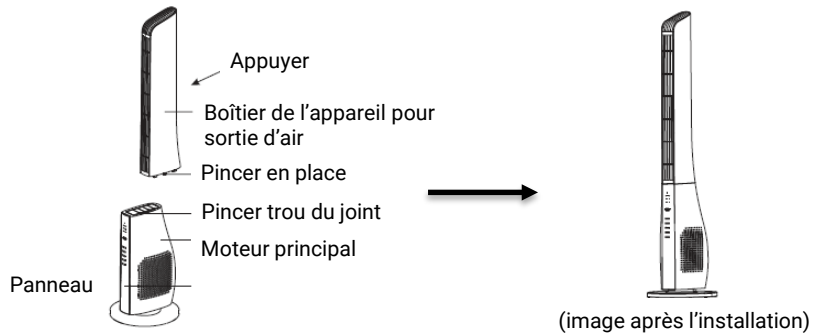 Appuyer
Boîtier de l’appareil pour
sortie d’air
Pincer en place
Pincer trou du joint
Moteur principal
Panneau
(image après l’installation)